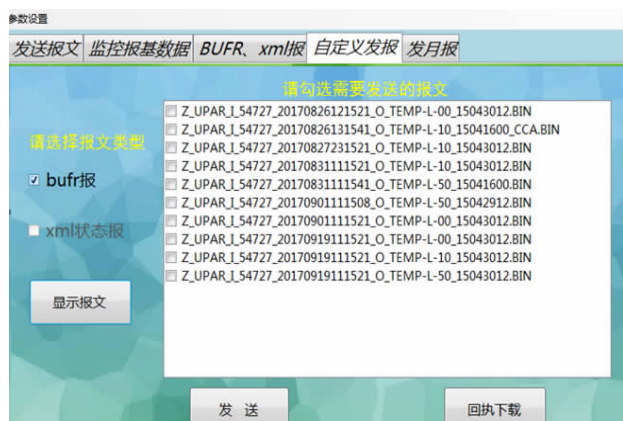 参数设置
发送报文 监控报基数据 BUFR、xml报 自定义发报 发月报
请勾选需要发送的报文
Z_UPAR_I_54727_20170826121521_O_TEMP-L-00_15043012.BIN
Z_UPAR_I_54727_20170826131541_O_TEMP-L-10_15041600_CCA.BIN
Z_UPAR_I_54727_20170827231521_O_TEMP-L-10_15043012.BIN
Z_UPAR_I_54727_20170831111521_O_TEMP-L-10_15043012.BIN
Z_UPAR_I_54727_20170831111541_O_TEMP-L-50_15041600.BIN
Z_UPAR_I_54727_20170901111508_O_TEMP-L-50_15042912.BIN
Z_UPAR_I_54727_20170901111521_O_TEMP-L-00_15043012.BIN
Z_UPAR_I_54727_20170919111521_O_TEMP-L-00_15043012.BIN
Z_UPAR_I_54727_20170919111521_O_TEMP-L-10_15043012.BIN
Z_UPAR_I_54727_20170919111521_O_TEMP-L-50_15043012.BIN
请选择报文类型
bufr报
xml状态报
显示报文
发 送
回执下载